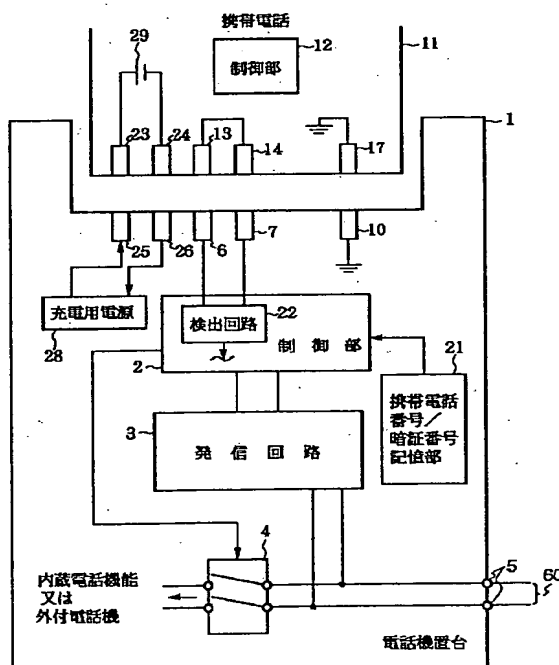 携帯電話
29
12
制御部
11
1
23
24
13
14
17
25
26
6
7
10
充電用電源
28
検出回路
22
制御部
2
21
携帯電話
番号／
暗証番号
記憶部
3
発信回路
4
内蔵電話機能
又は
外付電話機
5
60
電話機置台